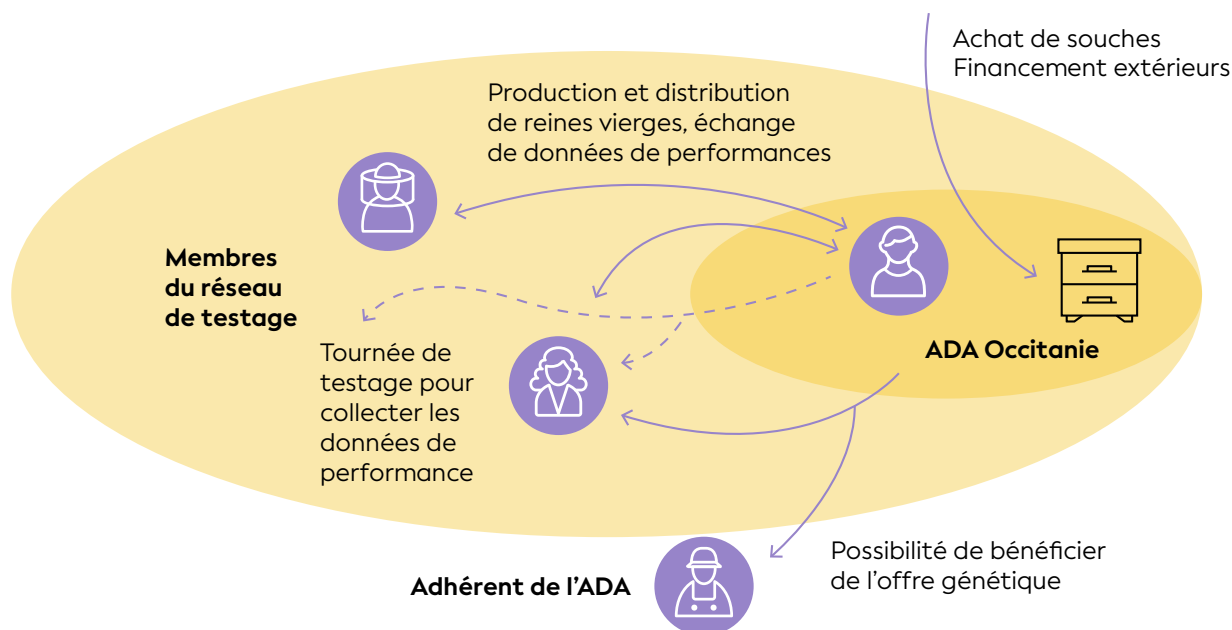 Achat de souches
Financement extérieurs
Production et distribution
de reines vierges, échange
de données de performances
Membres
du réseau
de testage
ADA Occitanie
Tournée de
testage pour
collecter les
données de
performance
Possibilité de bénéficier
de l’offre génétique
Adhérent de l’ADA